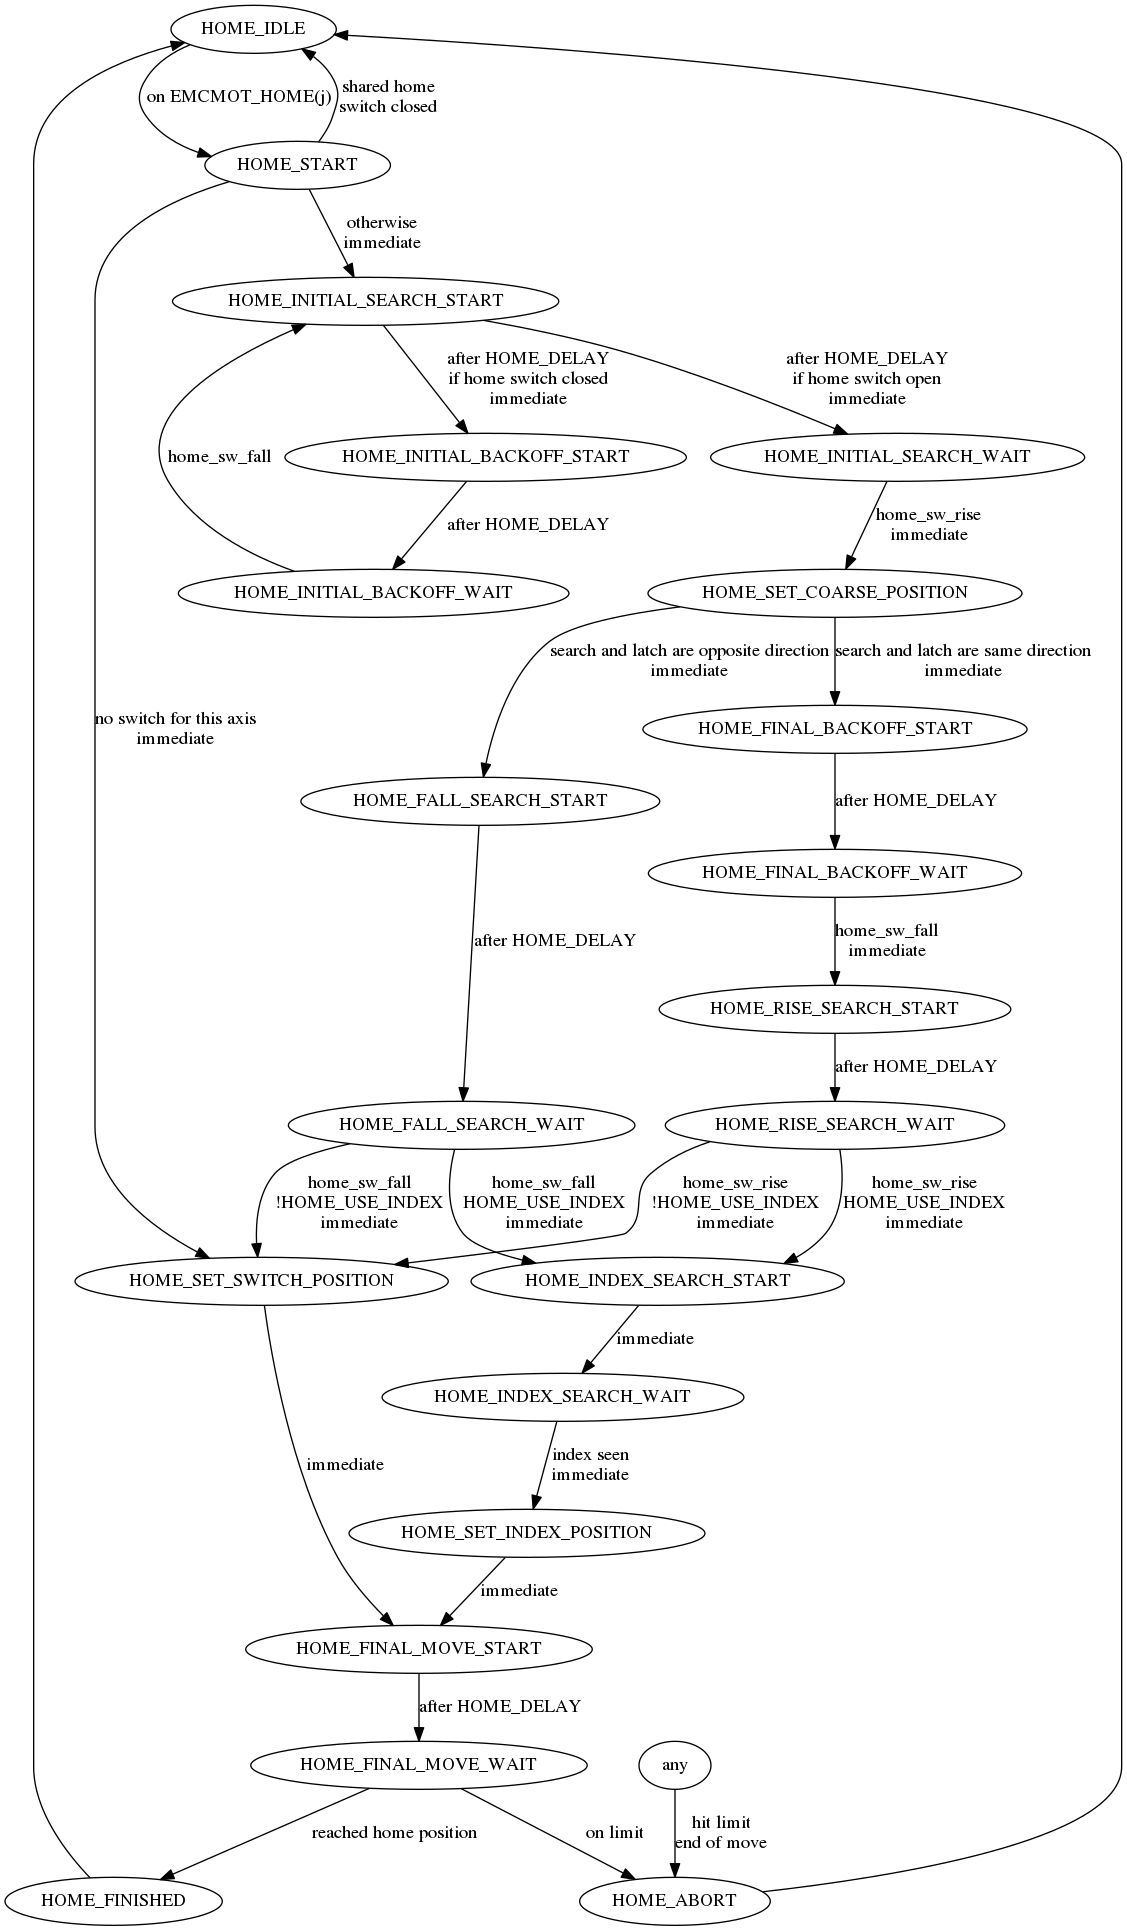 HOME_IDLE
on EMCMOT_HOME(j)
shared home
switch closed
HOME_START
otherwise
immediate
HOME_INITIAL_SEARCH_START
after HOME_DELAY
if home switch closed
immediate
after HOME_DELAY
if home switch open
immediate
home_sw_fall
HOME_INITIAL_BACKOFF_START
HOME_INITIAL_SEARCH_WAIT
after HOME_DELAY
home_sw_rise
immediate
HOME_INITIAL_BACKOFF_WAIT
HOME_SET_COARSE_POSITION
search and latch are opposite direction
immediate
search and latch are same direction
immediate
no switch for this axis
immediate
HOME_FINAL_BACKOFF_START
HOME_FALL_SEARCH_START
after HOME_DELAY
HOME_FINAL_BACKOFF_WAIT
after HOME_DELAY
home_sw_fall
immediate
HOME_RISE_SEARCH_START
after HOME_DELAY
HOME_FALL_SEARCH_WAIT
HOME_RISE_SEARCH_WAIT
home_sw_fall
!HOME_USE_INDEX
immediate
home_sw_fall
HOME_USE_INDEX
immediate
home_sw_rise
!HOME_USE_INDEX
immediate
home_sw_rise
HOME_USE_INDEX
immediate
HOME_SET_SWITCH_POSITION
HOME_INDEX_SEARCH_START
immediate
HOME_INDEX_SEARCH_WAIT
immediate
index seen
immediate
HOME_SET_INDEX_POSITION
immediate
HOME_FINAL_MOVE_START
after HOME_DELAY
HOME_FINAL_MOVE_WAIT
any
reached home position
on limit
hit limit
end of move
HOME_FINISHED
HOME_ABORT